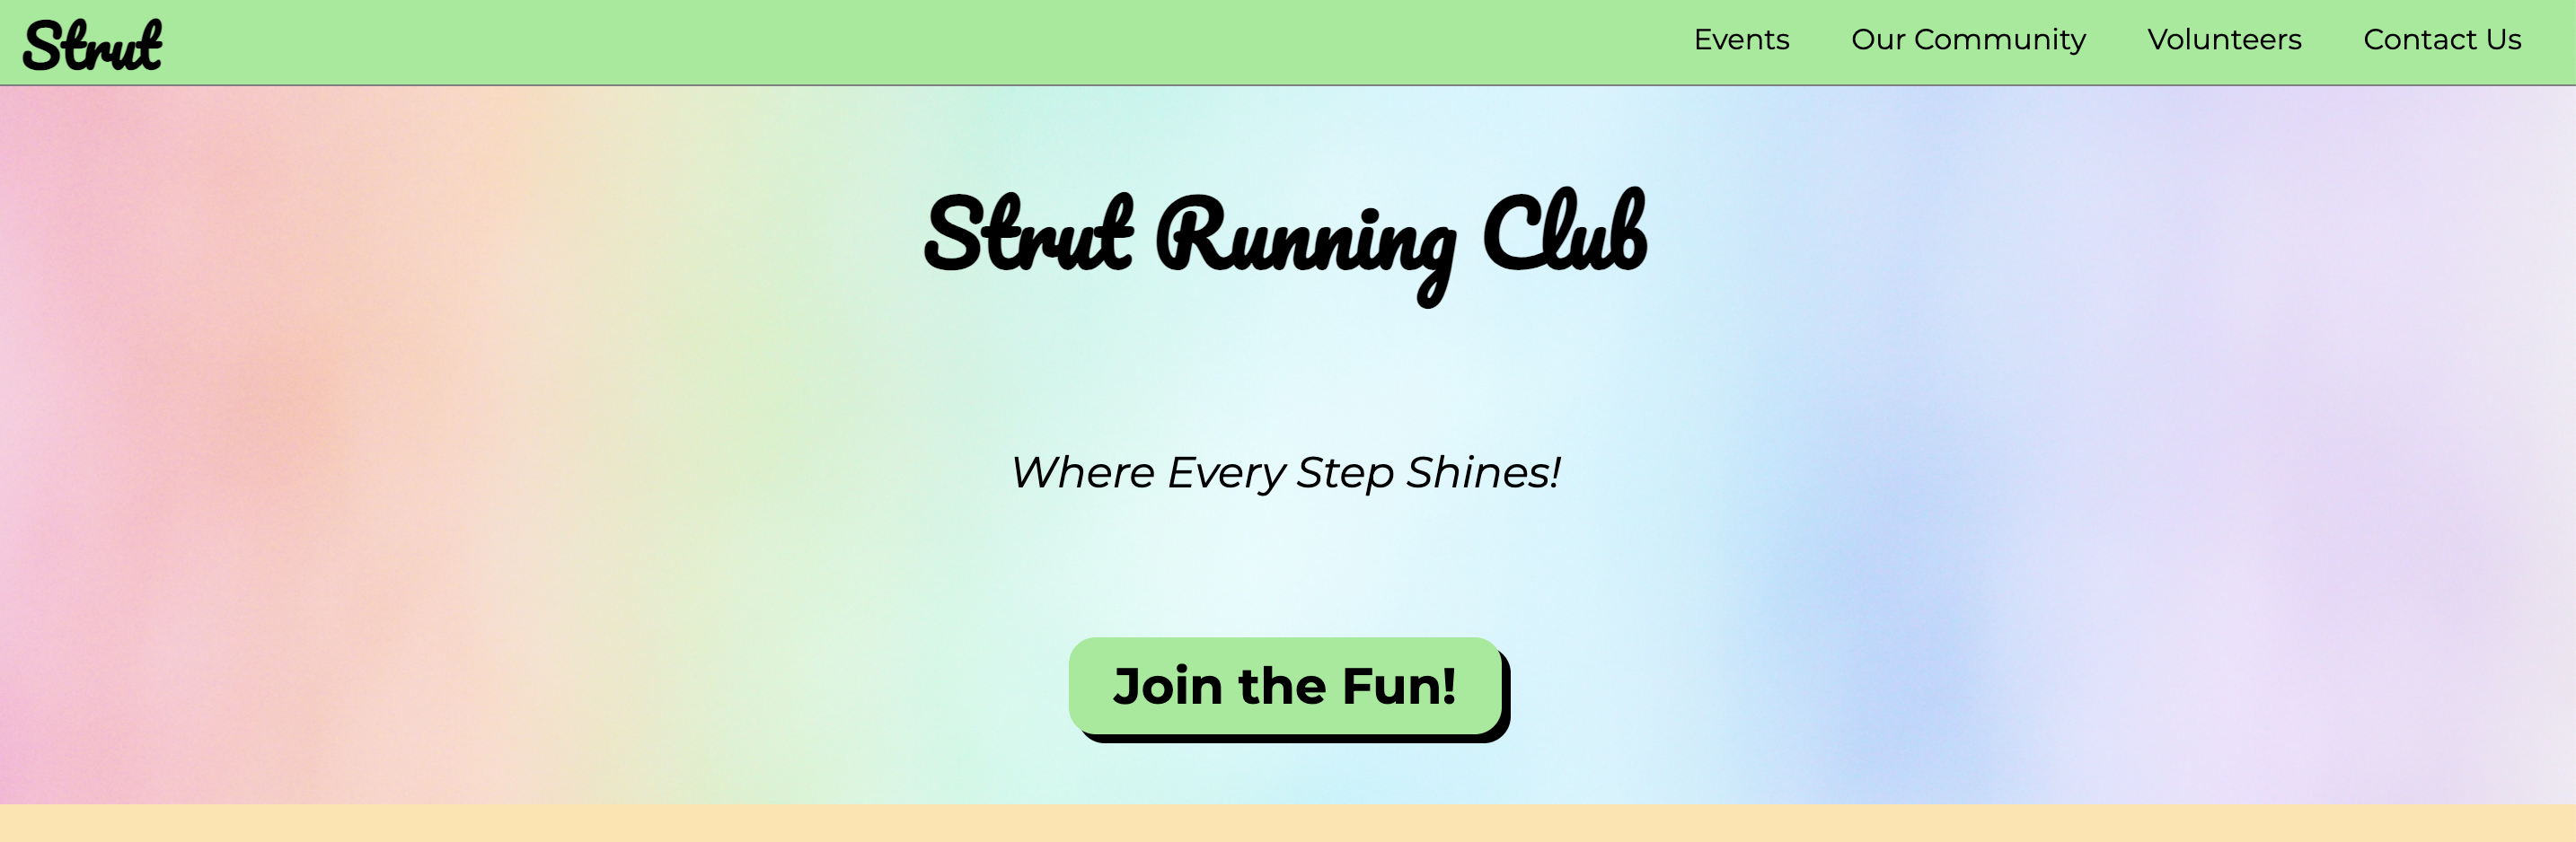 Strut
Events Our Community Volunteers Contact Us
Strut Running Club
Where Every Step Shines!
Join the Fun!